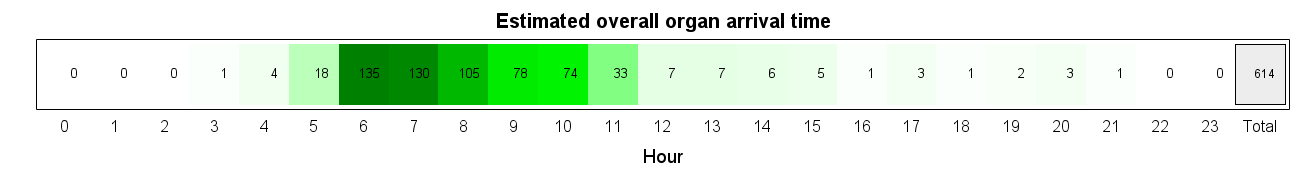 Estimated overall organ arrival time
0 0 0 1 4 18 135 130 105 78 74 33 7 7 6 5 1 3 1 2 3 1 0 0 614
0 1 2 3 4 5 6 7 8 9 10 11 12 13 14 15 16 17 18 19 20 21 22 23 Total
Hour